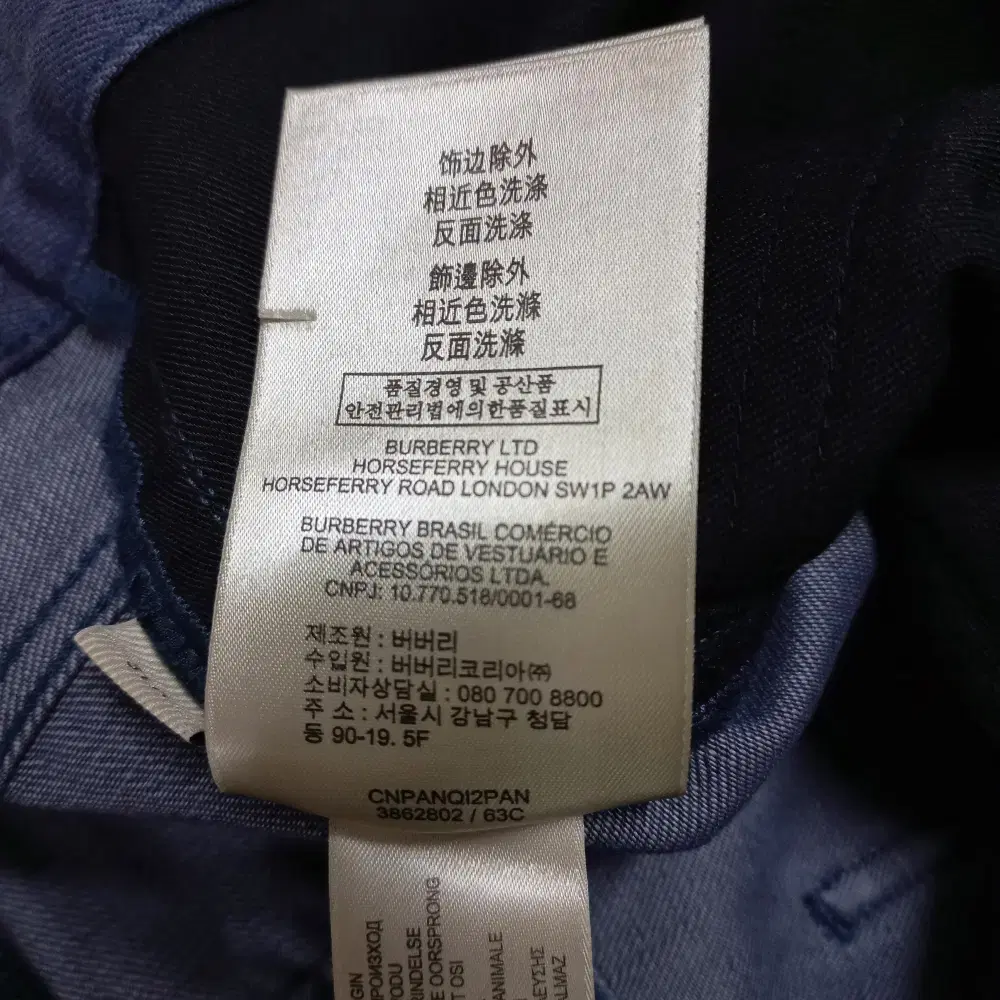 饰边除外
相近色洗涤
反面洗涤
飾邊除外
相近色洗滌
反面洗滌
품질경영 및 공산품
안전관리법에의한품질표시
BURBERRY LTD
HORSEFERRY HOUSE
HORSEFERRY ROAD LONDON SW1P 2AW
BURBERRY BRASIL COMÉRCIO
DE ARTIGOS DE VESTUÁRIO E
ACESSÓRIOS LTDA.
CNPJ: 10.770.518/0001-68
제조원 : 버버리
수입원 : 버버리코리아㈜
소비자상담실 : 080 700 8800
주 소 : 서울시 강남구 청담
동 90-19. 5F
CNPANQI2PAN
3862802 / 63C
OORSPRONG